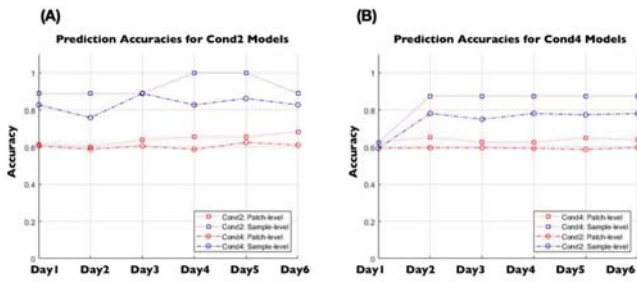 (A)
Prediction Accuracies for Cond2 Models
1
0.8
0.6
0.4
0.2
0
Accuracy
Cond2: Patch-level
Cond2: Sample-level
Cond4: Patch-level
Cond4: Sample-level
Day1 Day2 Day3 Day4 Day5 Day6
(B)
Prediction Accuracies for Cond4 Models
1
0.8
0.6
0.4
0.2
0
Accuracy
Cond4: Patch-level
Cond4: Sample-level
Cond2: Patch-level
Cond2: Sample-level
Day1 Day2 Day3 Day4 Day5 Day6